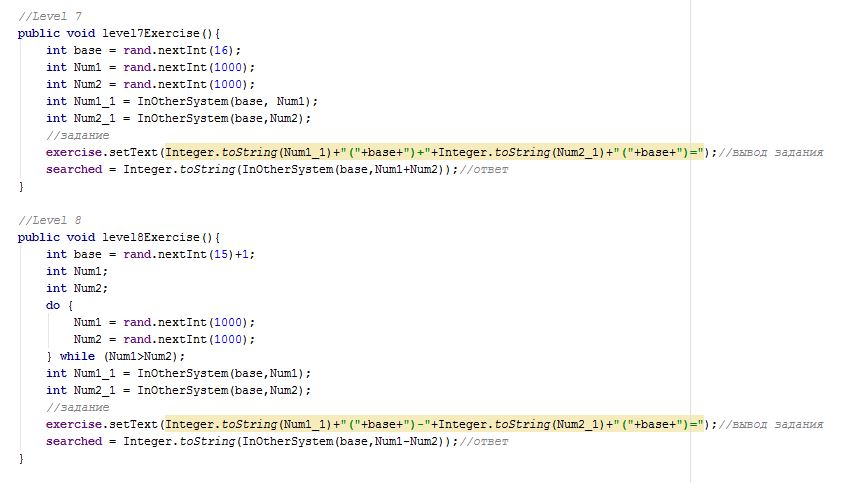 //Level 7
public void level7Exercise(){
    int base = rand.nextInt(16);
    int Num1 = rand.nextInt(1000);
    int Num2 = rand.nextInt(1000);
    int Num1_1 = InOtherSystem(base, Num1);
    int Num2_1 = InOtherSystem(base,Num2);
    //задание
    exercise.setText(Integer.toString(Num1_1)+"("+base+")+"+Integer.toString(Num2_1)+"("+base+")=");//вывод задания
    searched = Integer.toString(InOtherSystem(base,Num1+Num2));//ответ
}
//Level 8
public void level8Exercise(){
    int base = rand.nextInt(15)+1;
    int Num1;
    int Num2;
    do {
        Num1 = rand.nextInt(1000);
        Num2 = rand.nextInt(1000);
    } while (Num1>Num2);
    int Num1_1 = InOtherSystem(base,Num1);
    int Num2_1 = InOtherSystem(base,Num2);
    //задание
    exercise.setText(Integer.toString(Num1_1)+"("+base+")-"+Integer.toString(Num2_1)+"("+base+")=");//вывод задания
    searched = Integer.toString(InOtherSystem(base,Num1-Num2));//ответ
}